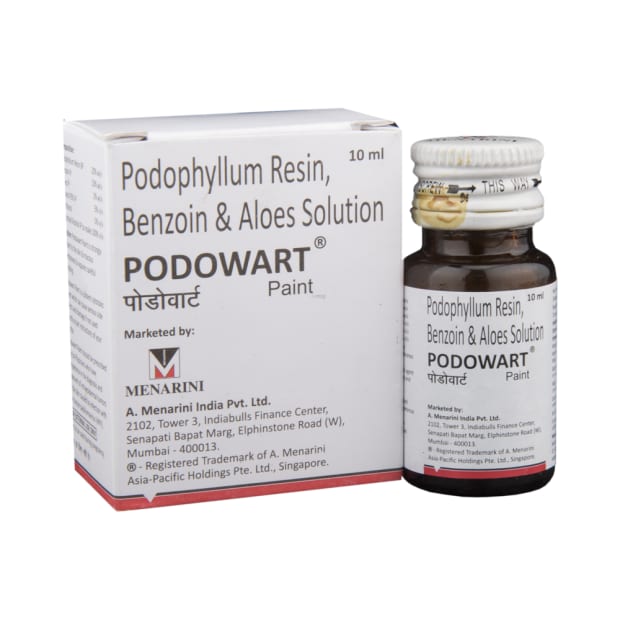 Podophyllum Resin, 10 ml
Benzoin & Aloes Solution
PODOWART®
पोडोवार्ट Paint
Marketed by:
MENARINI
A. Menarini India Pvt. Ltd.
2102, Tower 3, Indiabulls Finance Center,
Senapati Bapat Marg, Elphinstone Road (W),
Mumbai - 400013.
® - Registered Trademark of A. Menarini
Asia-Pacific Holdings Pte. Ltd., Singapore.
THIS WAY
Podophyllum Resin, 10 ml
Benzoin & Aloes Solution
PODOWART®
पोडोवार्ट Paint
Marketed by:
A. Menarini India Pvt. Ltd.
2102, Tower 3, Indiabulls Finance Center,
Senapati Bapat Marg, Elphinstone Road (W),
Mumbai - 400013.
® - Registered Trademark of A. Menarini
Asia-Pacific Holdings Pte. Ltd., Singapore.